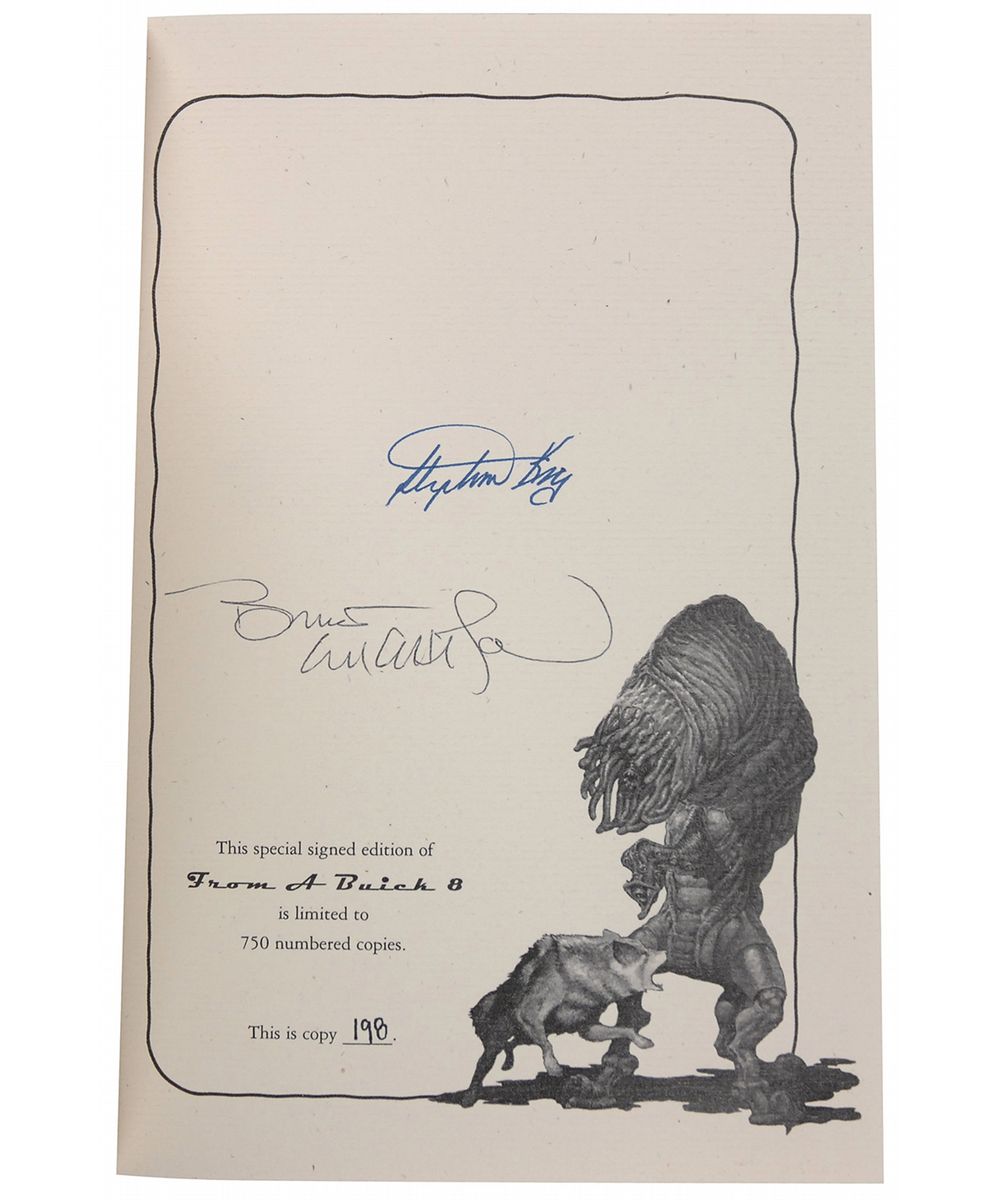 Stephen King
This special signed edition of
From A Buick 8
is limited to
750 numbered copies.
This is copy 198.